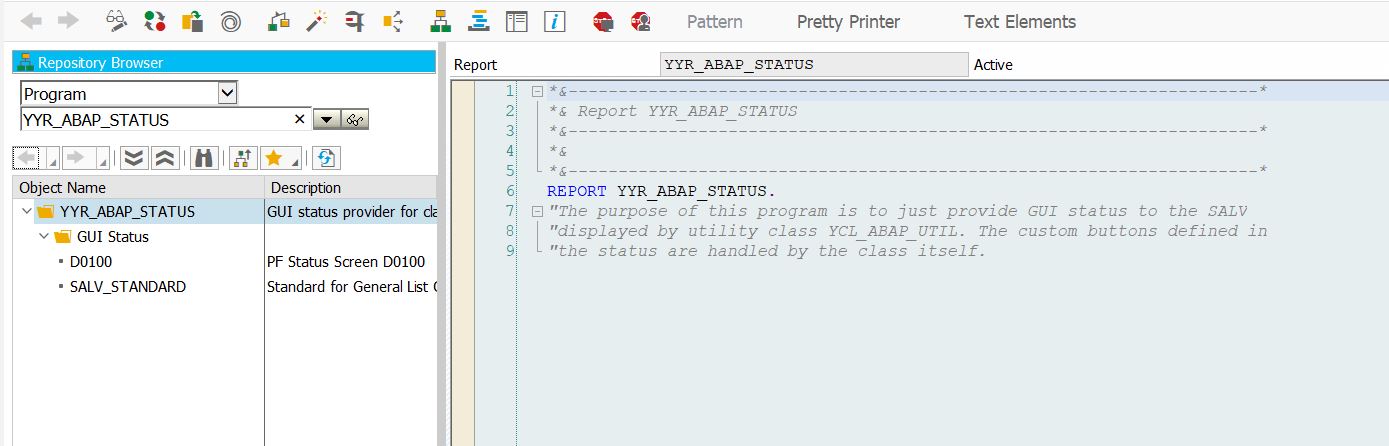 Pattern Pretty Printer Text Elements
Repository Browser
Program
YYR_ABAP_STATUS
Object Name Description
YYR_ABAP_STATUS GUI status provider for cla
GUI Status
D0100 PF Status Screen D0100
SALV_STANDARD Standard for General List
Report YYR_ABAP_STATUS Active
1 *&---------------------------------------------------------------------*
2 *& Report YYR_ABAP_STATUS
3 *&---------------------------------------------------------------------*
4 *&
5 *&---------------------------------------------------------------------*
6 REPORT YYR_ABAP_STATUS.
7 "The purpose of this program is to just provide GUI status to the SALV
8 "displayed by utility class YCL_ABAP_UTIL. The custom buttons defined in
9 "the status are handled by the class itself.